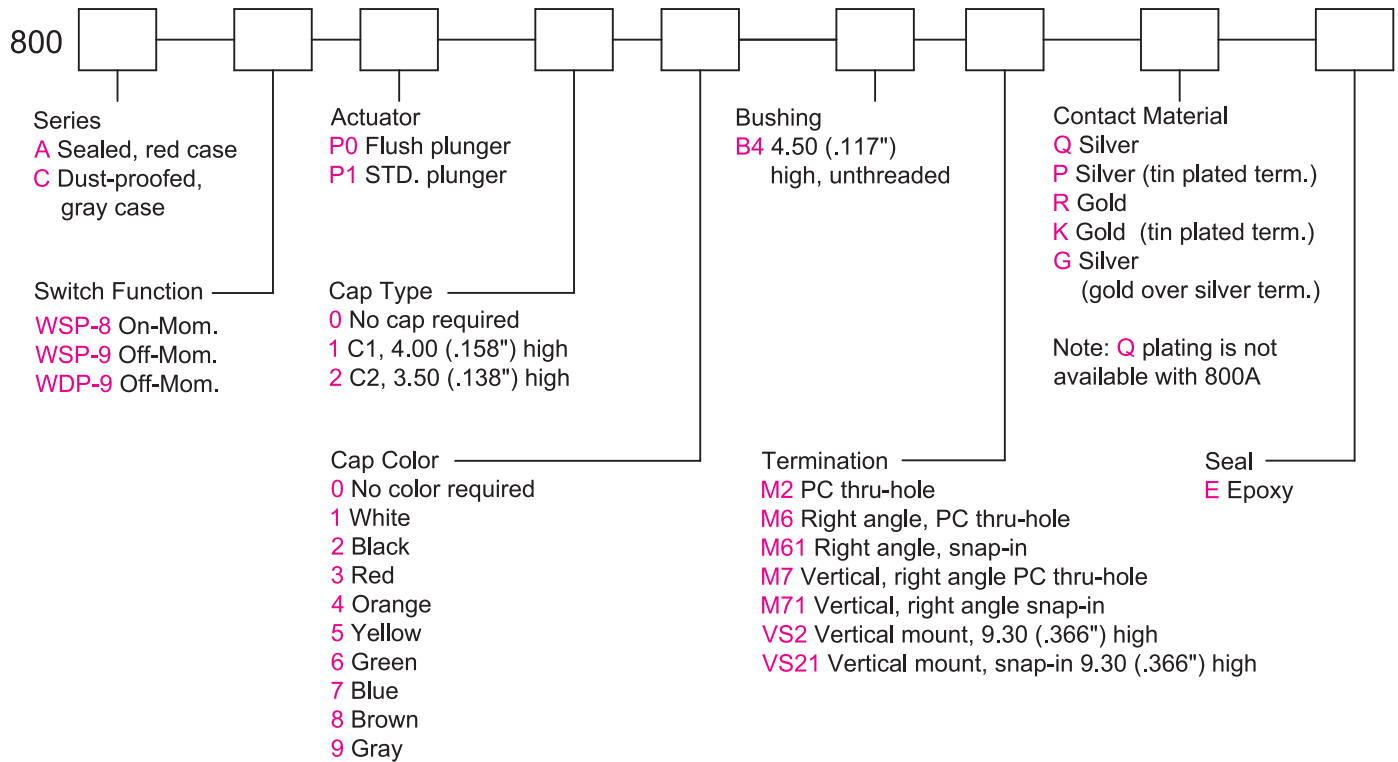 800
Series
A Sealed, red case
C Dust-proofed,
gray case
Switch Function
WSP-8 On-Mom.
WSP-9 Off-Mom.
WDP-9 Off-Mom.
Actuator
P0 Flush plunger
P1 STD. plunger
Cap Type
0 No cap required
1 C1, 4.00 (.158") high
2 C2, 3.50 (.138") high
Cap Color
0 No color required
1 White
2 Black
3 Red
4 Orange
5 Yellow
6 Green
7 Blue
8 Brown
9 Gray
Bushing
B4 4.50 (.117")
high, unthreaded
Termination
M2 PC thru-hole
M6 Right angle, PC thru-hole
M61 Right angle, snap-in
M7 Vertical, right angle PC thru-hole
M71 Vertical, right angle snap-in
VS2 Vertical mount, 9.30 (.366") high
VS21 Vertical mount, snap-in 9.30 (.366") high
Contact Material
Q Silver
P Silver (tin plated term.)
R Gold
K Gold (tin plated term.)
G Silver
(gold over silver term.)
Note: Q plating is not
available with 800A
Seal
E Epoxy